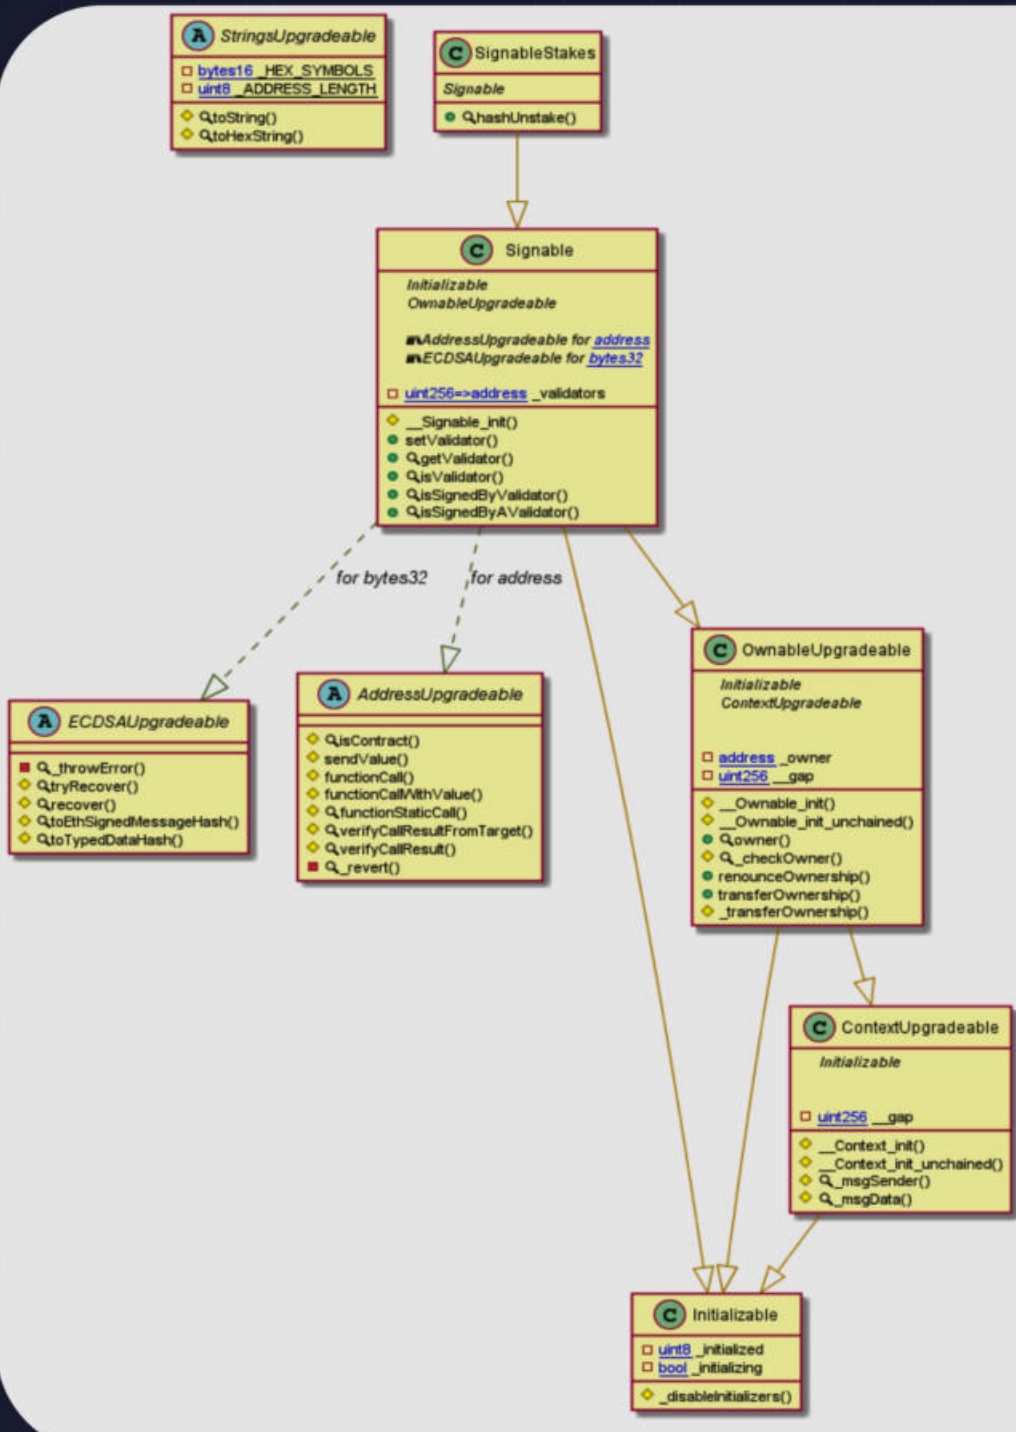 A StringsUpgradeable
bytes16 _HEX_SYMBOLS
uint8 _ADDRESS_LENGTH
toString()
toHexString()
C SignableStakes
Signable
hashUnstake()
C Signable
Initializable
OwnableUpgradeable
AddressUpgradeable for address
ECDSAUpgradeable for bytes32
uint256=>address _validators
__Signable_init()
setValidator()
getValidator()
isValidator()
isSignedByValidator()
isSignedByAValidator()
for bytes32
for address
A ECDSAUpgradeable
_throwError()
tryRecover()
recover()
toEthSignedMessageHash()
toTypedDataHash()
A AddressUpgradeable
isContract()
sendValue()
functionCall()
functionCallWithValue()
functionStaticCall()
verifyCallResultFromTarget()
verifyCallResult()
_revert()
C OwnableUpgradeable
Initializable
ContextUpgradeable
address _owner
uint256 __gap
__Ownable_init()
__Ownable_init_unchained()
owner()
_checkOwner()
renounceOwnership()
transferOwnership()
_transferOwnership()
C ContextUpgradeable
Initializable
uint256 __gap
__Context_init()
__Context_init_unchained()
_msgSender()
_msgData()
C Initializable
uint8 _initialized
bool _initializing
_disableInitializers()